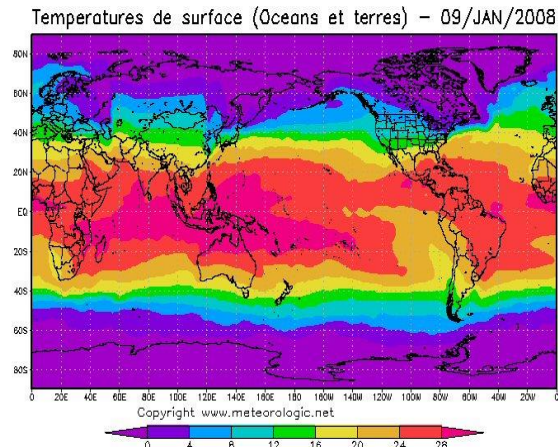 Temperatures de surface (Oceans et terres) - 09/JAN/2008
80N
60N
40N
20N
EQ
20S
40S
60S
80S
0 20E 40E 60E 80E 100E 120E 140E 160E 180 160W 140W 120W 100W 80W 60W 40W 20W 0
Copyright www.meteorologic.net
0 4 8 12 16 20 24 28